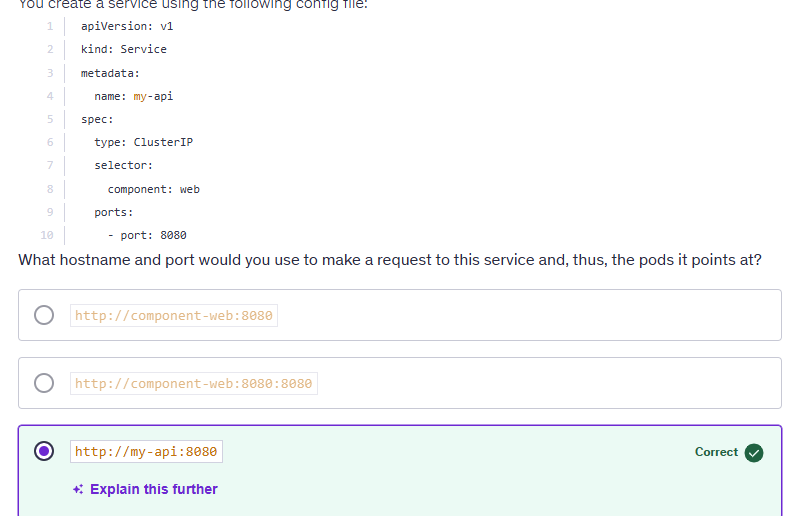 You create a service using the following config file:
1 apiVersion: v1
2 kind: Service
3 metadata:
4 name: my-api
5 spec:
6 type: ClusterIP
7 selector:
8 component: web
9 ports:
10 - port: 8080
What hostname and port would you use to make a request to this service and, thus, the pods it points at?
http://component-web:8080
http://component-web:8080:8080
http://my-api:8080
Correct
Explain this further